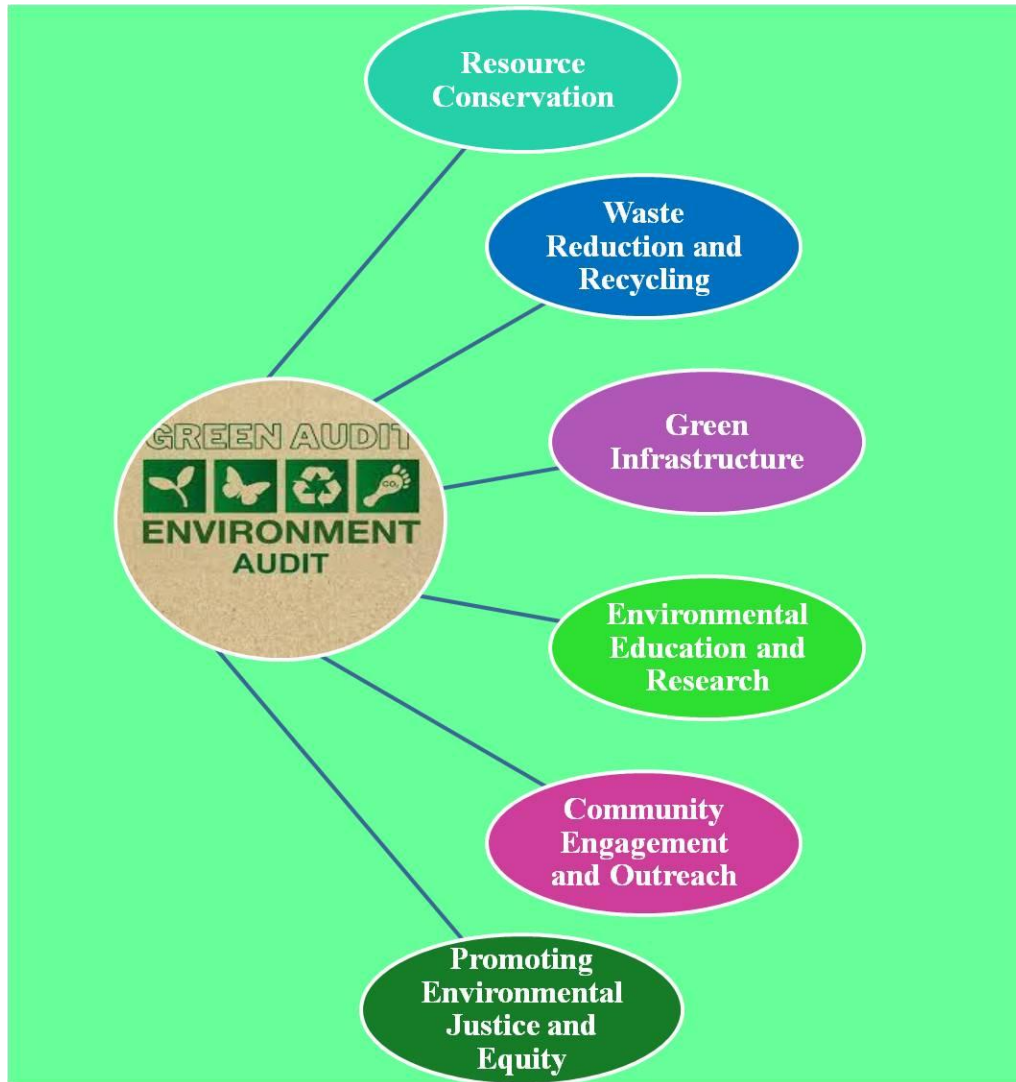 Resource
Conservation
Waste
Reduction and
Recycling
GREEN AUDIT
CO₂
ENVIRONMENT
AUDIT
Green
Infrastructure
Environmental
Education and
Research
Community
Engagement
and Outreach
Promoting
Environmental
Justice and
Equity